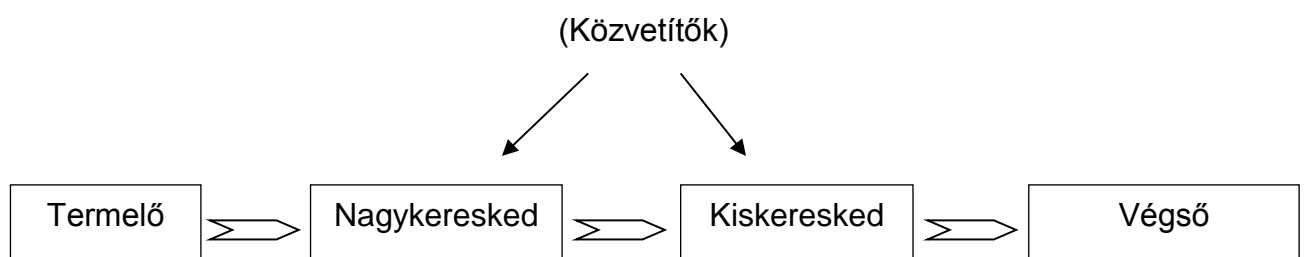 (Közvetítők)
Termelő
Nagykeresked
Kiskeresked
Végső